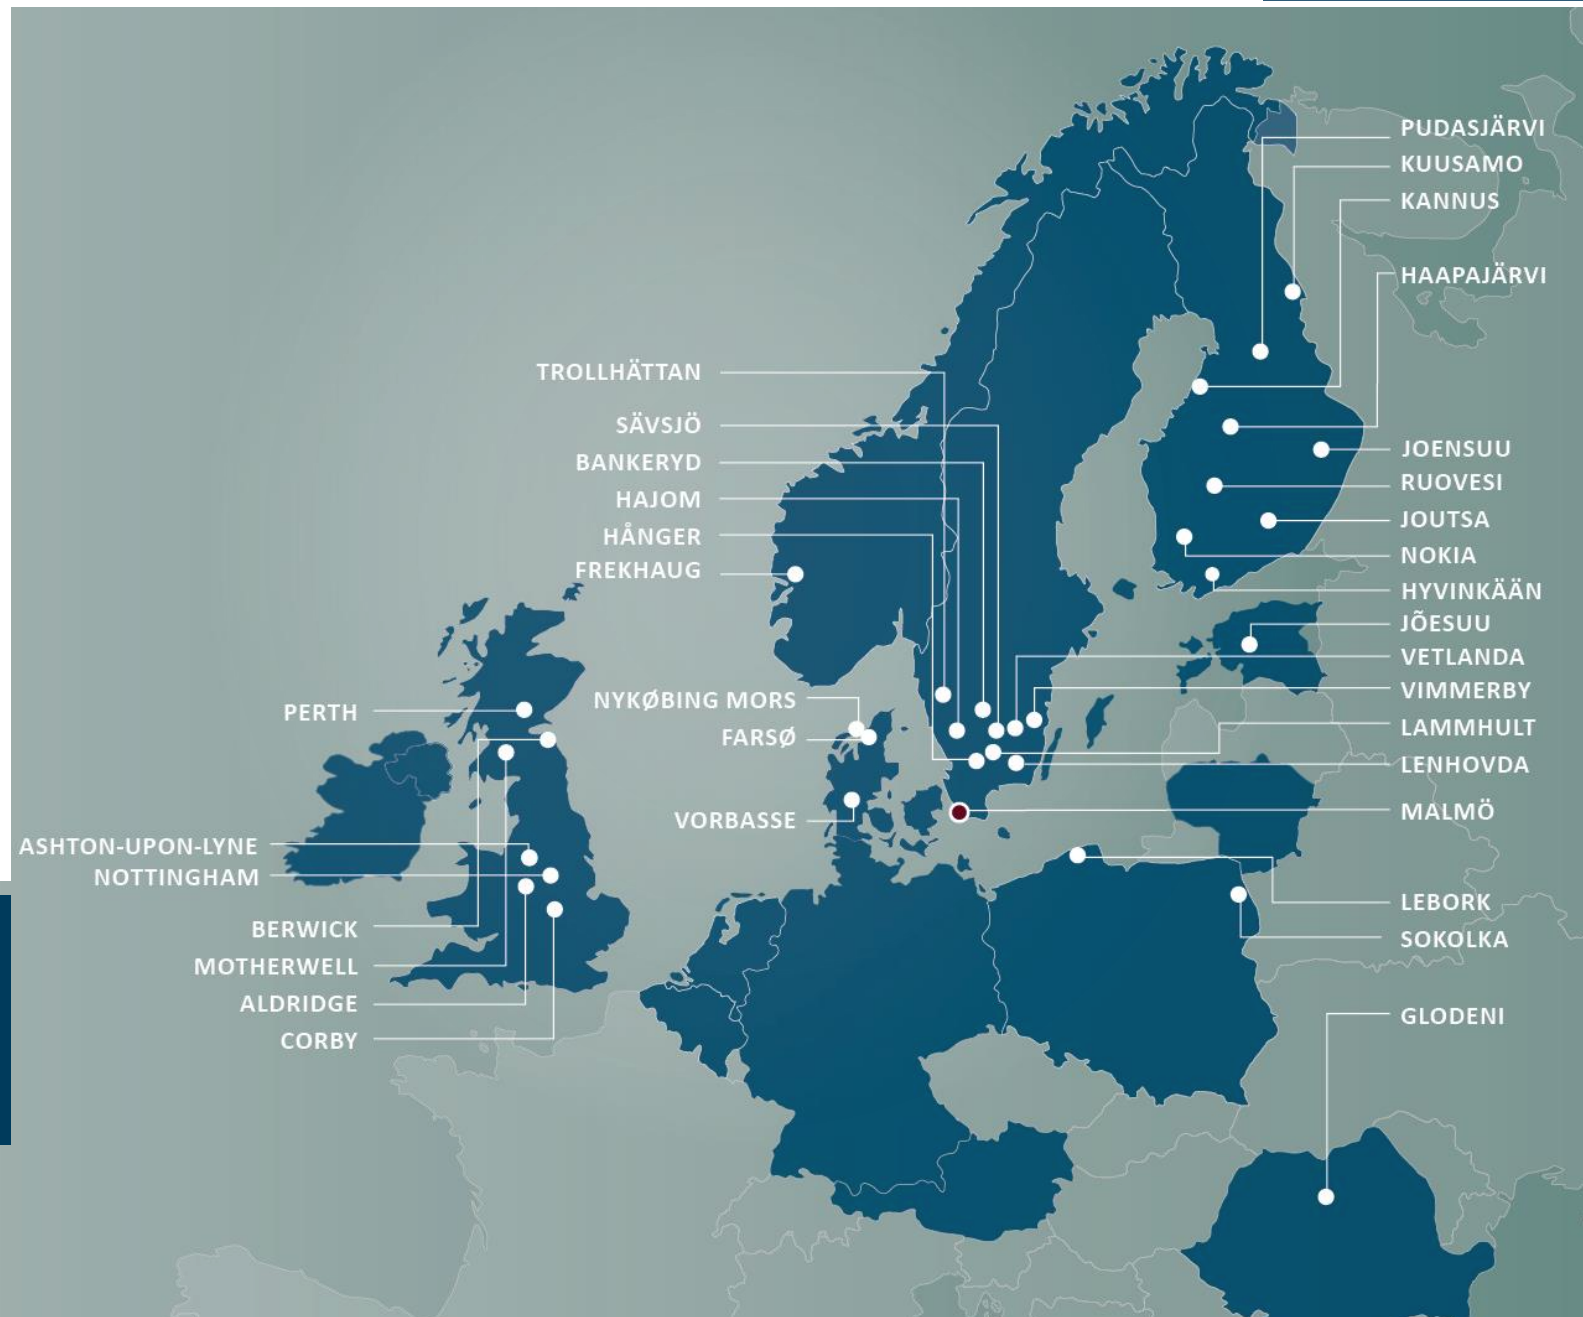 TROLLHÄTTAN
SÄVSJÖ
BANKERYD
HAJOM
HÅNGER
FREKHAUG
NYKØBING MORS
FARSØ
VORBASSE
PERTH
ASHTON-UPON-LYNE
NOTTINGHAM
BERWICK
MOTHERWELL
ALDRIDGE
CORBY
PUDASJÄRVI
KUUSAMO
KANNUS
HAAPAJÄRVI
JOENSUU
RUOVESI
JOUTSA
NOKIA
HYVINKÄÄN
JÕESUU
VETLANDA
VIMMERBY
LAMMHULT
LENHOVDA
MALMÖ
LEBORK
SOKOLKA
GLODENI